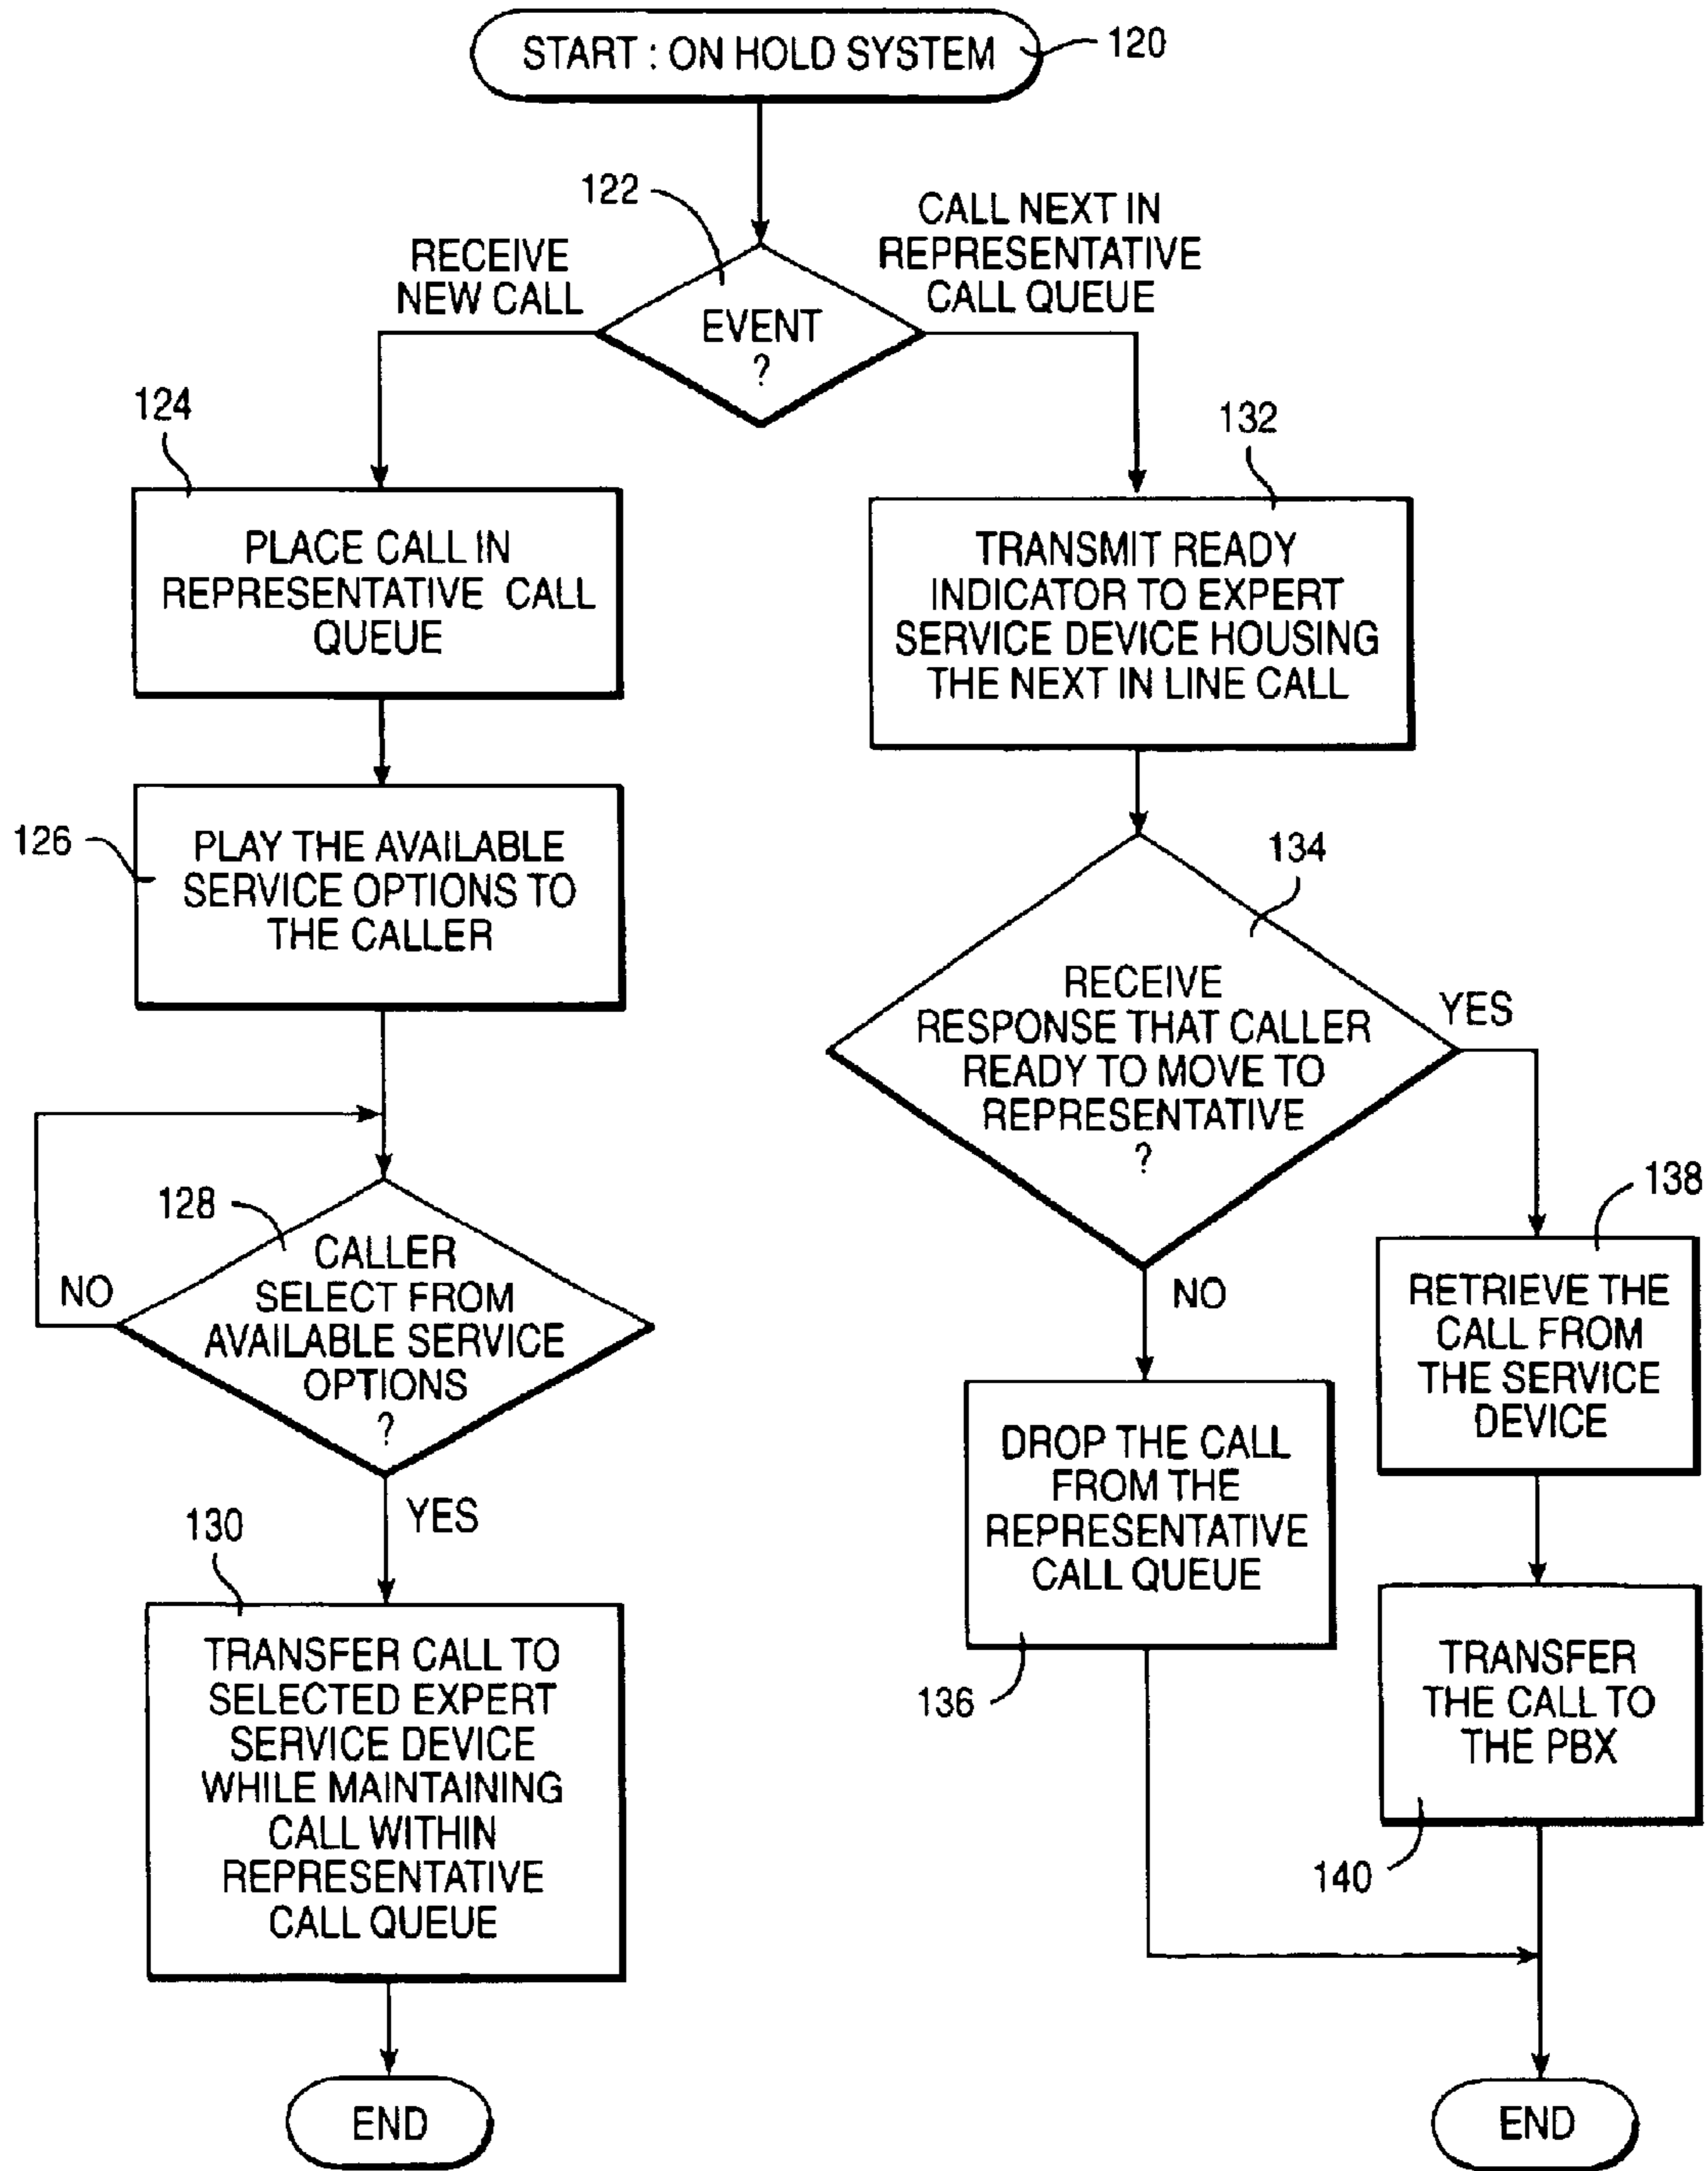 START : ON HOLD SYSTEM
120
122
RECEIVE
NEW CALL
CALL NEXT IN
REPRESENTATIVE
CALL QUEUE
EVENT
?
124
PLACE CALL IN
REPRESENTATIVE CALL
QUEUE
132
TRANSMIT READY
INDICATOR TO EXPERT
SERVICE DEVICE HOUSING
THE NEXT IN LINE CALL
126
PLAY THE AVAILABLE
SERVICE OPTIONS TO
THE CALLER
134
RECEIVE
RESPONSE THAT CALLER
READY TO MOVE TO
REPRESENTATIVE
?
YES
NO
128
CALLER
SELECT FROM
AVAILABLE SERVICE
OPTIONS
?
NO
YES
138
RETRIEVE THE
CALL FROM
THE SERVICE
DEVICE
DROP THE CALL
FROM THE
REPRESENTATIVE
CALL QUEUE
136
130
TRANSFER CALL TO
SELECTED EXPERT
SERVICE DEVICE
WHILE MAINTAINING
CALL WITHIN
REPRESENTATIVE
CALL QUEUE
TRANSFER
THE CALL TO
THE PBX
140
END
END